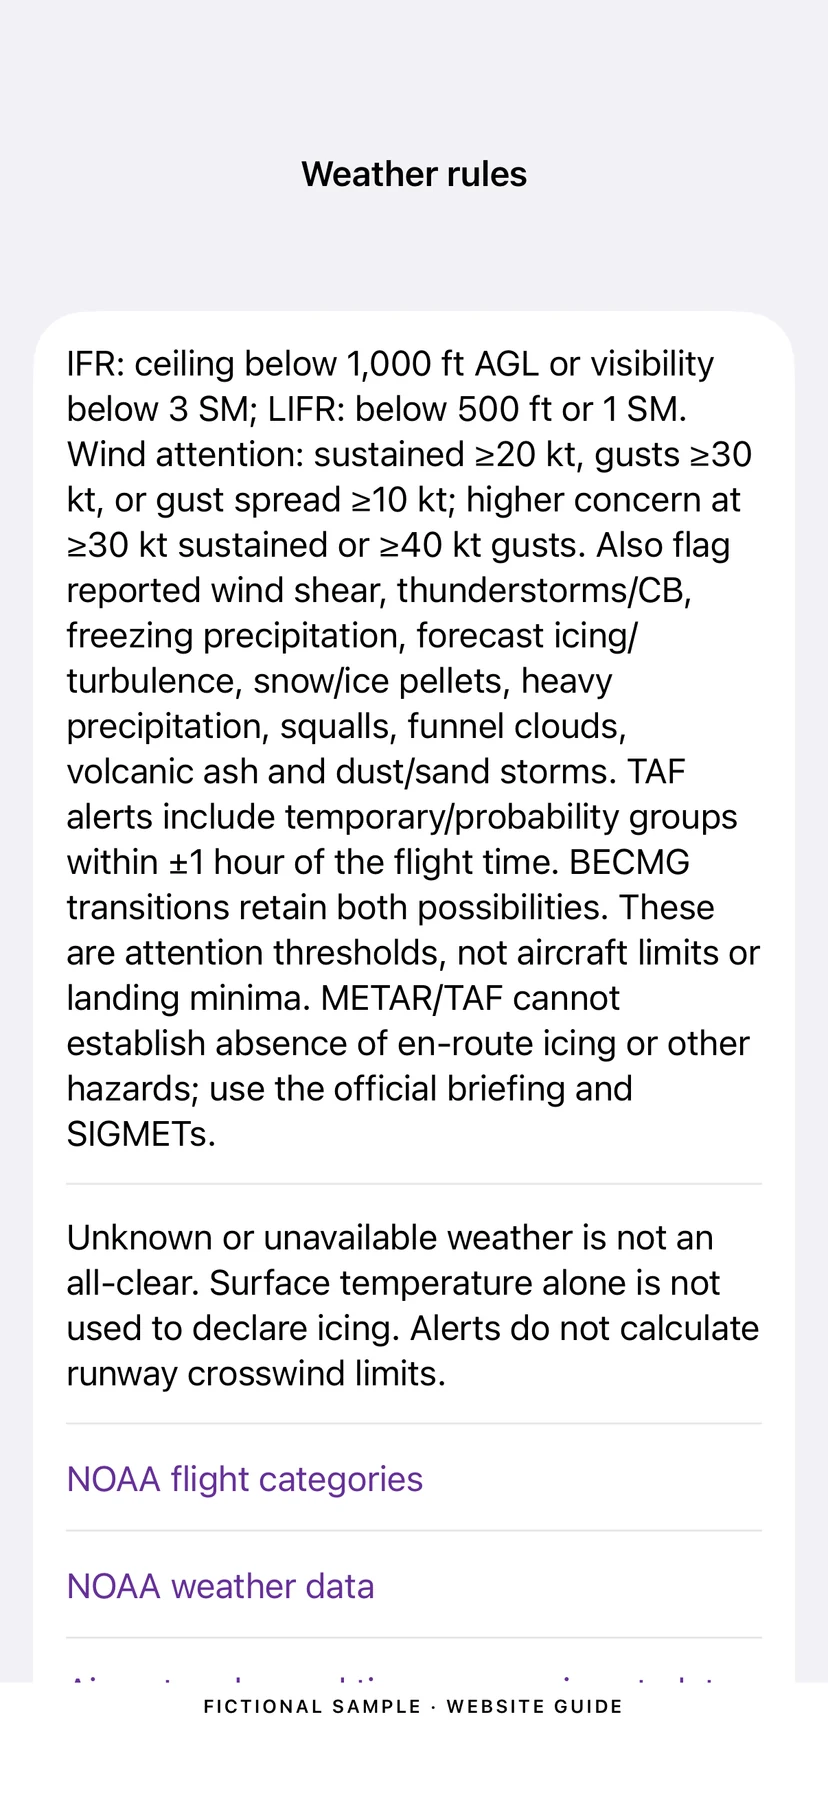 Weather rules
IFR: ceiling below 1,000 ft AGL or visibility
below 3 SM; LIFR: below 500 ft or 1 SM.
Wind attention: sustained ≥20 kt, gusts ≥30
kt, or gust spread ≥10 kt; higher concern at
≥30 kt sustained or ≥40 kt gusts. Also flag
reported wind shear, thunderstorms/CB,
freezing precipitation, forecast icing/
turbulence, snow/ice pellets, heavy
precipitation, squalls, funnel clouds,
volcanic ash and dust/sand storms. TAF
alerts include temporary/probability groups
within ±1 hour of the flight time. BECMG
transitions retain both possibilities. These
are attention thresholds, not aircraft limits or
landing minima. METAR/TAF cannot
establish absence of en-route icing or other
hazards; use the official briefing and
SIGMETs.
Unknown or unavailable weather is not an
all-clear. Surface temperature alone is not
used to declare icing. Alerts do not calculate
runway crosswind limits.
NOAA flight categories
NOAA weather data
FICTIONAL SAMPLE · WEBSITE GUIDE